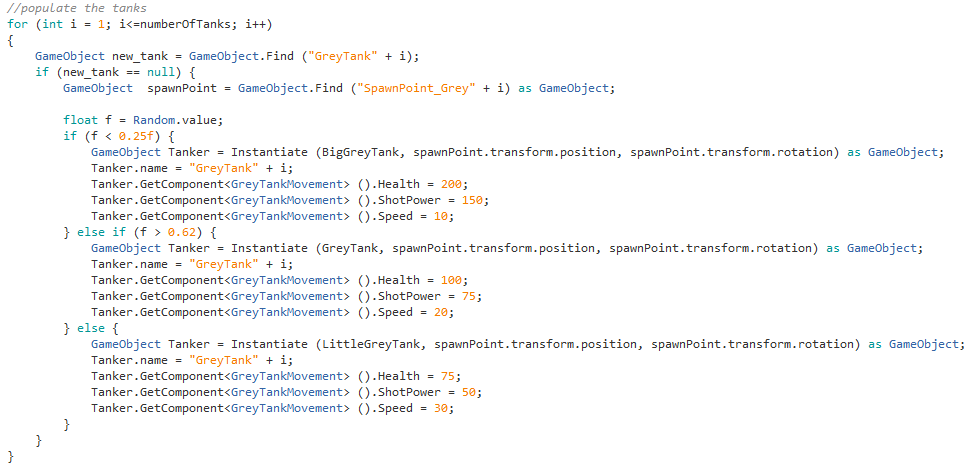 //populate the tanks
for (int i = 1; i<=numberOfTanks; i++)
{
    GameObject new_tank = GameObject.Find ("GreyTank" + i);
    if (new_tank == null) {
        GameObject  spawnPoint = GameObject.Find ("SpawnPoint_Grey" + i) as GameObject;

        float f = Random.value;
        if (f < 0.25f) {
            GameObject Tanker = Instantiate (BigGreyTank, spawnPoint.transform.position, spawnPoint.transform.rotation) as GameObject;
            Tanker.name = "GreyTank" + i;
            Tanker.GetComponent<GreyTankMovement> ().Health = 200;
            Tanker.GetComponent<GreyTankMovement> ().ShotPower = 150;
            Tanker.GetComponent<GreyTankMovement> ().Speed = 10;
        } else if (f > 0.62) {
            GameObject Tanker = Instantiate (GreyTank, spawnPoint.transform.position, spawnPoint.transform.rotation) as GameObject;
            Tanker.name = "GreyTank" + i;
            Tanker.GetComponent<GreyTankMovement> ().Health = 100;
            Tanker.GetComponent<GreyTankMovement> ().ShotPower = 75;
            Tanker.GetComponent<GreyTankMovement> ().Speed = 20;
        } else {
            GameObject Tanker = Instantiate (LittleGreyTank, spawnPoint.transform.position, spawnPoint.transform.rotation) as GameObject;
            Tanker.name = "GreyTank" + i;
            Tanker.GetComponent<GreyTankMovement> ().Health = 75;
            Tanker.GetComponent<GreyTankMovement> ().ShotPower = 50;
            Tanker.GetComponent<GreyTankMovement> ().Speed = 30;
        }
    }
}